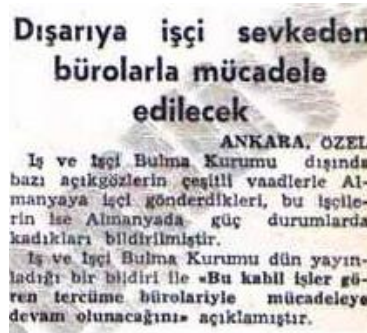 Dışarıya işçi sevkeden
bürolarla mücadele
edilecek
ANKARA, ÖZEL
İş ve İşçi Bulma Kurumu dışında
bazı açıkgözlerin çeşitli vaadlerle Al-
manyaya işçi gönderdikleri, bu işçile-
rin ise Almanyada güç durumlarda
kadıkları bildirilmiştir.
İş ve İşçi Bulma Kurumu dün yayın-
ladığı bir bildiri ile «Bu kabil işler gö-
ren tercüme bürolariyle mücadeleye
devam olunacağını» açıklamıştır.